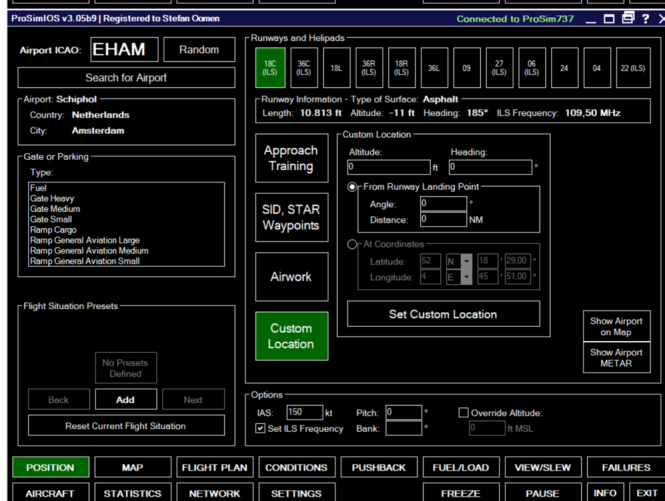 ProSimIOS v3.05b9 | Registered to Stefan Oomen
Connected to ProSim737
Airport ICAO: EHAM Random
Search for Airport
Airport: Schiphol
Country: Netherlands
City: Amsterdam
Gate or Parking
Type:
Fuel
Gate Heavy
Gate Medium
Gate Small
Ramp Cargo
Ramp General Aviation Large
Ramp General Aviation Medium
Ramp General Aviation Small
Flight Situation Presets
No Presets
Defined
Back Add Next
Reset Current Flight Situation
Runways and Helipads
18C (ILS) 36C (ILS) 18L 36R (ILS) 18R (ILS) 36L 09 27 (ILS) 06 (ILS) 24 04 22 (ILS)
Runway Information - Type of Surface: Asphalt
Length: 10.813 ft Altitude: -11 ft Heading: 185° ILS Frequency: 109,50 MHz
Approach
Training
SID, STAR
Waypoints
Airwork
Custom
Location
Custom Location
Altitude: Heading:
0 ft 0 °
From Runway Landing Point
Angle: 0 °
Distance: 0 NM
At Coordinates
Latitude: 52 N ° 18 ' 29.00 "
Longitude: 4 E ° 45 ' 51.00 "
Set Custom Location
Show Airport
on Map
Show Airport
METAR
Options
IAS: 150 kt Pitch: 0 ° Override Altitude:
Set ILS Frequency Bank: ° 0 ft MSL
POSITION MAP FLIGHT PLAN CONDITIONS PUSHBACK FUEL/LOAD VIEW/SLEW FAILURES
AIRCRAFT STATISTICS NETWORK SETTINGS FREEZE PAUSE INFO EXIT